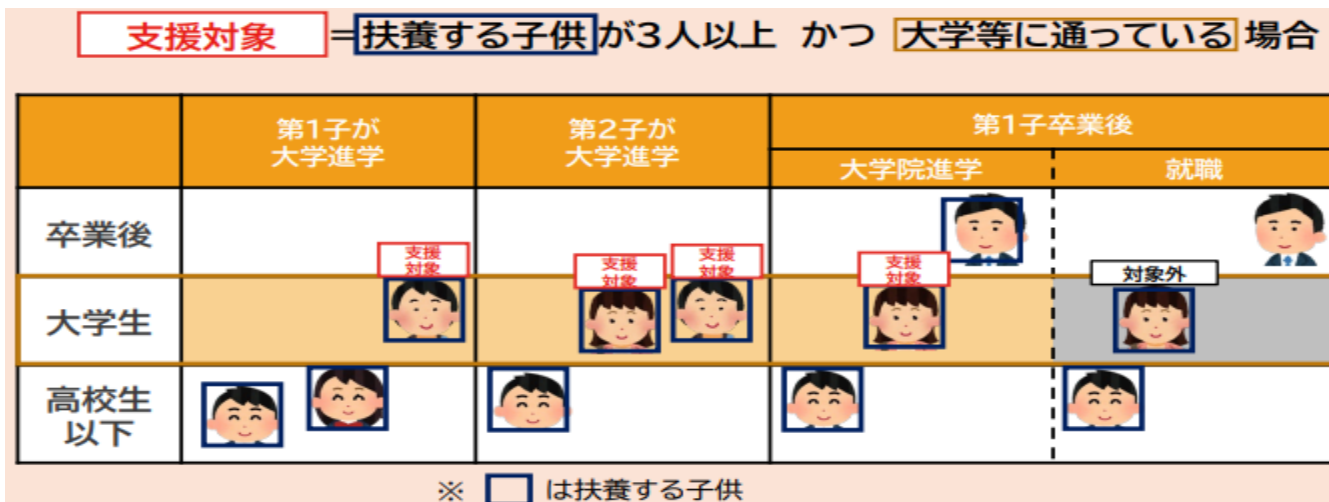 支援対象 =扶養する子供が3人以上 かつ 大学等に通っている場合
第1子が
大学進学
第2子が
大学進学
第1子卒業後
大学院進学
就職
卒業後
支援
対象
支援
対象
支援
対象
支援
対象
対象外
大学生
高校生
以下
※ □ は扶養する子供